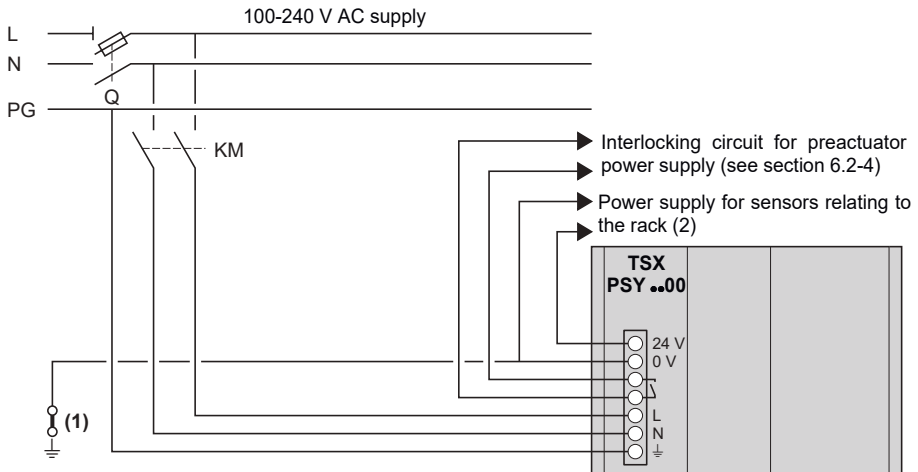 100-240 V AC supply
L
N
Q
PG
KM
Interlocking circuit for preactuator
power supply (see section 6.2-4)
Power supply for sensors relating to
the rack (2)
TSX
PSY ••00
24 V
0 V
(1)
L
N